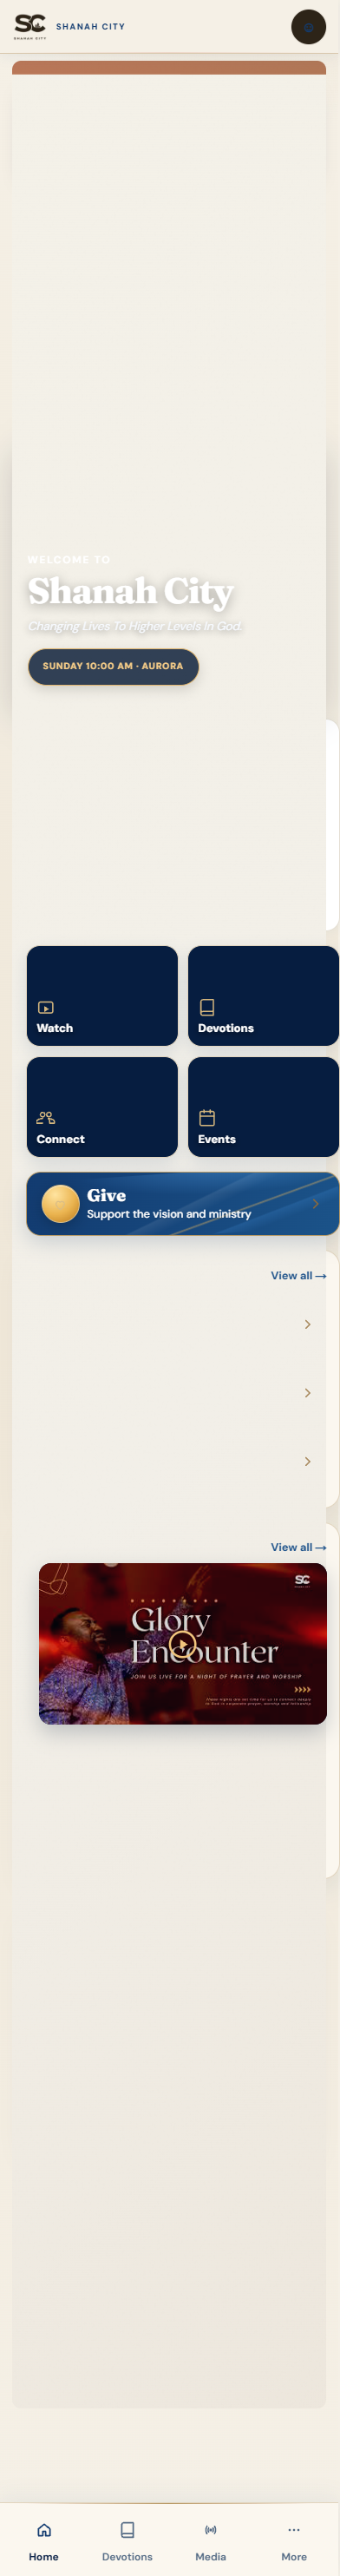 SC
SHANAH CITY
SHANAH CITY
WELCOME TO
Shanah City
Changing Lives To Higher Levels In God.
SUNDAY 10:00 AM · AURORA
Watch
Devotions
Connect
Events
Give
Support the vision and ministry
View all →
View all →
SC
Glory
Encounter
JOIN US LIVE FOR A NIGHT OF PRAYER AND WORSHIP
Home
Devotions
Media
More